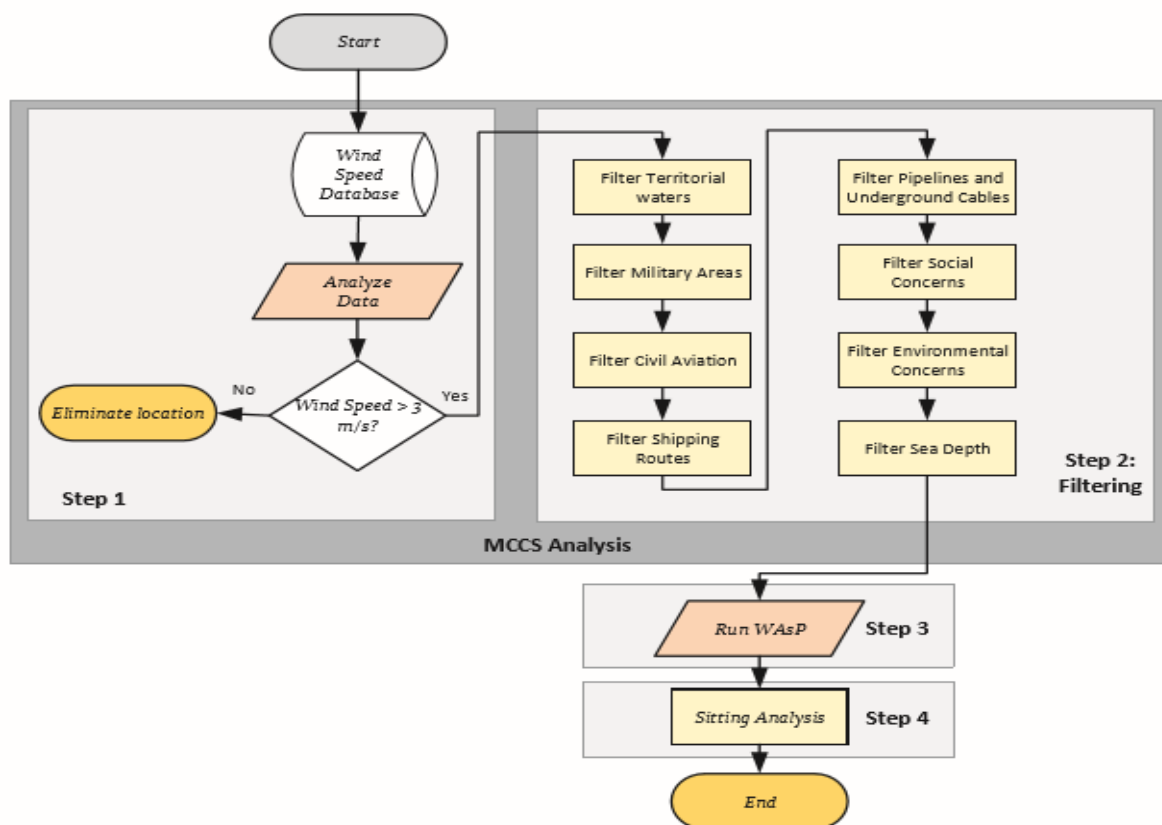 Start
Wind
Speed
Database
Analyze
Data
Wind Speed > 3
m/s?
No
Yes
Eliminate location
Step 1
Filter Territorial
waters
Filter Military Areas
Filter Civil Aviation
Filter Shipping
Routes
Filter Pipelines and
Underground Cables
Filter Social
Concerns
Filter Environmental
Concerns
Filter Sea Depth
Step 2:
Filtering
MCCS Analysis
Run WAsP
Step 3
Sitting Analysis
Step 4
End